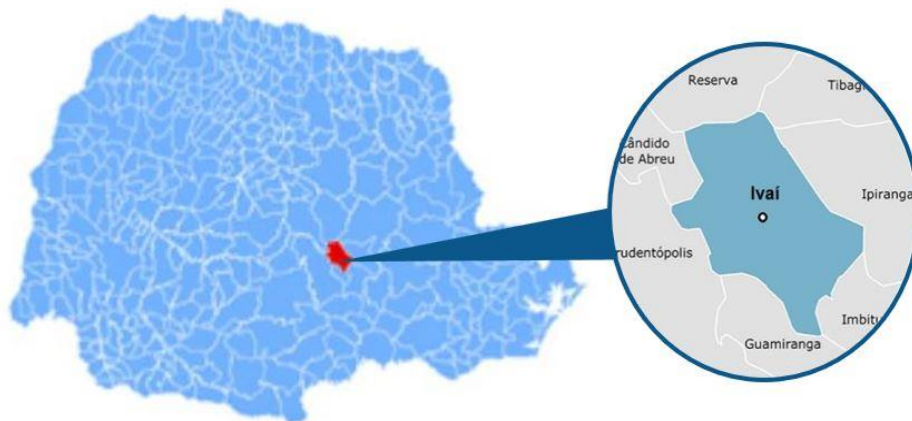 Reserva
Tibag
Cândido
de Abreu
Ivaí
Ipiranga
rudentópolis
Imbitu
Guamiranga